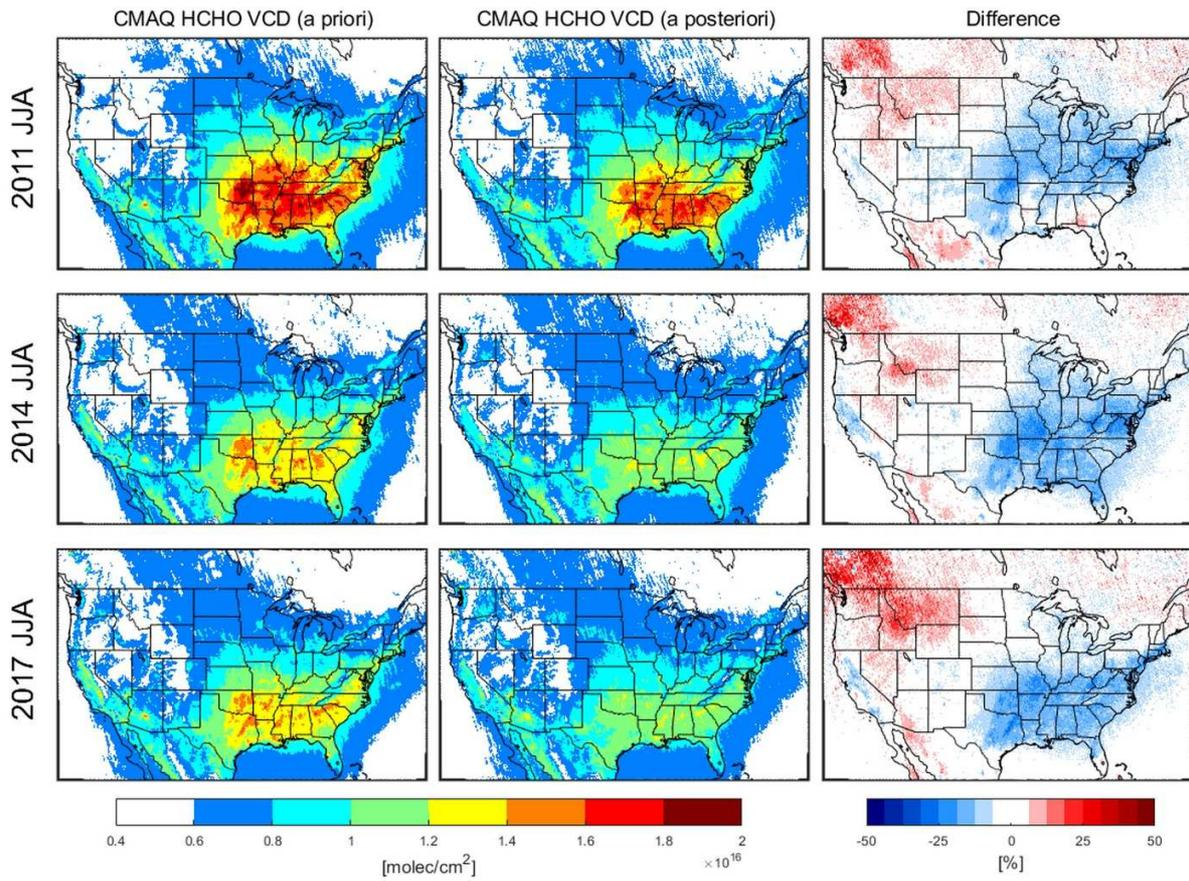 CMAQ HCHO VCD (a priori) CMAQ HCHO VCD (a posteriori) Difference
2011 JJA
2014 JJA
2017 JJA
0.4 0.6 0.8 1 1.2 1.4 1.6 1.8 2
×10¹⁶
[molec/cm²]
-50 -25 0 25 50
[%]